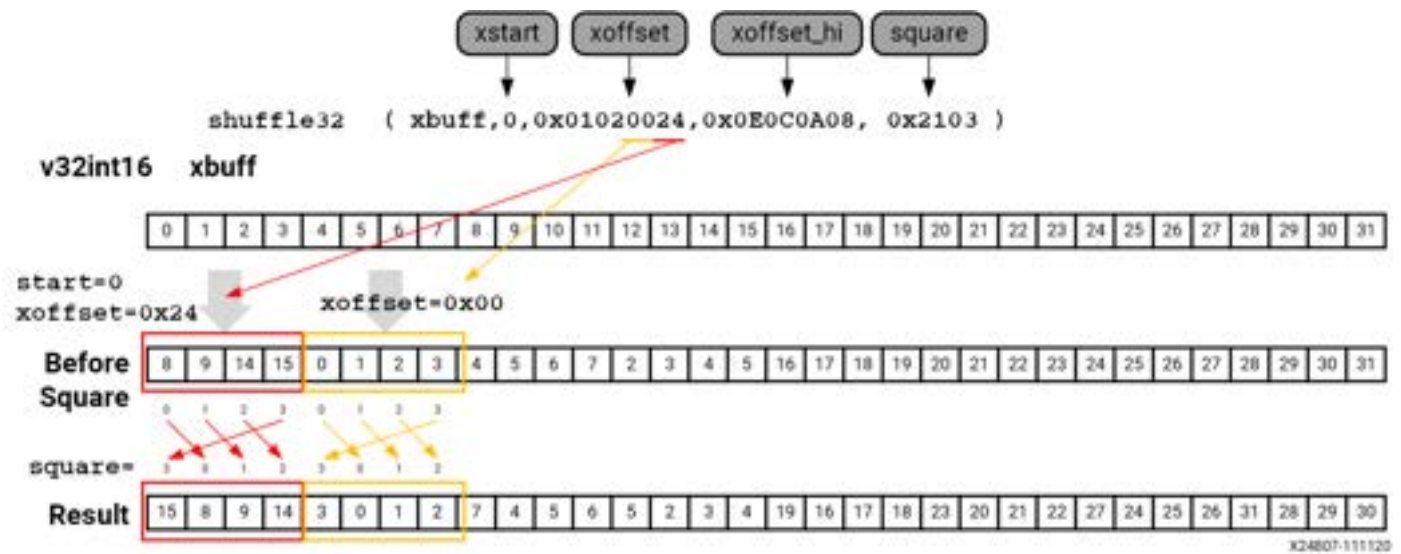 xstart xoffset xoffset_hi square
shuffle32 ( xbuff,0,0x01020024,0x0E0C0A08, 0x2103 )
v32int16 xbuff
0 1 2 3 4 5 6 7 8 9 10 11 12 13 14 15 16 17 18 19 20 21 22 23 24 25 26 27 28 29 30 31
start=0
xoffset=0x24
xoffset=0x00
Before 8 9 14 15 0 1 2 3 4 5 6 7 2 3 4 5 16 17 18 19 20 21 22 23 24 25 26 27 28 29 30 31
Square
0 1 2 3 0 1 2 3
square= 3 0 1 2 3 0 1 2
Result 15 8 9 14 3 0 1 2 7 4 5 6 5 2 3 4 19 16 17 18 23 20 21 22 27 24 25 26 31 28 29 30
X24807-111120